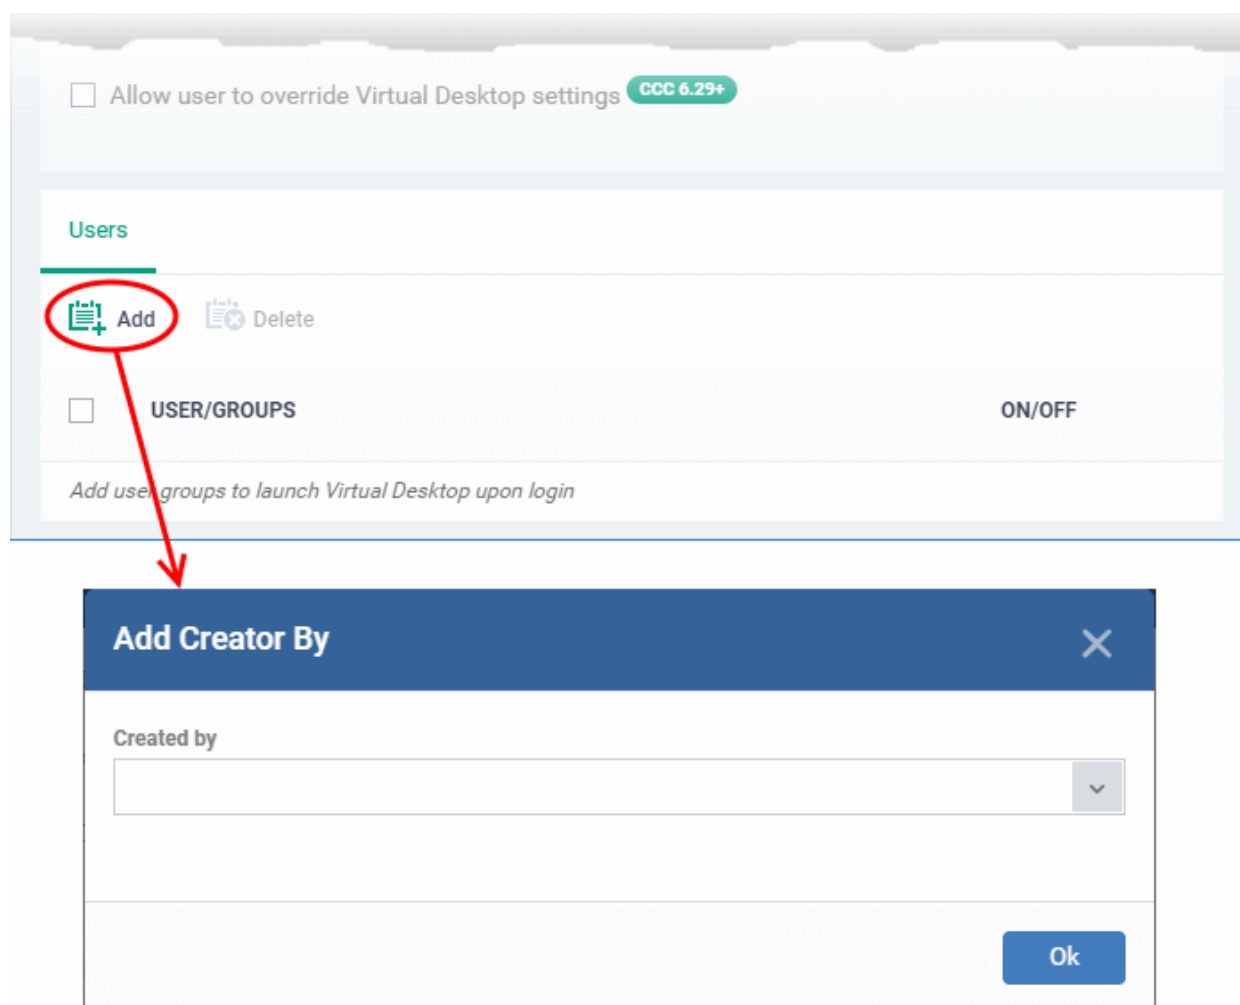 Allow user to override Virtual Desktop settings CCC 6.29+
Users
Add Delete
USER/GROUPS ON/OFF
Add user groups to launch Virtual Desktop upon login
Add Creator By
Created by
Ok